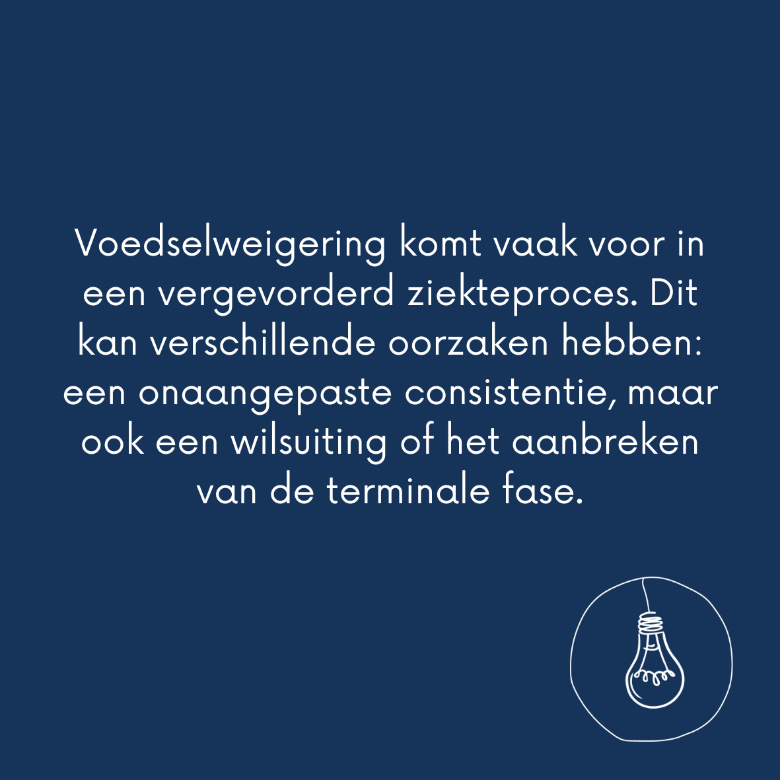 Voedselweigering komt vaak voor in
een vergevorderd ziekteproces. Dit
kan verschillende oorzaken hebben:
een onaangepaste consistentie, maar
ook een wilsuiting of het aanbreken
van de terminale fase.